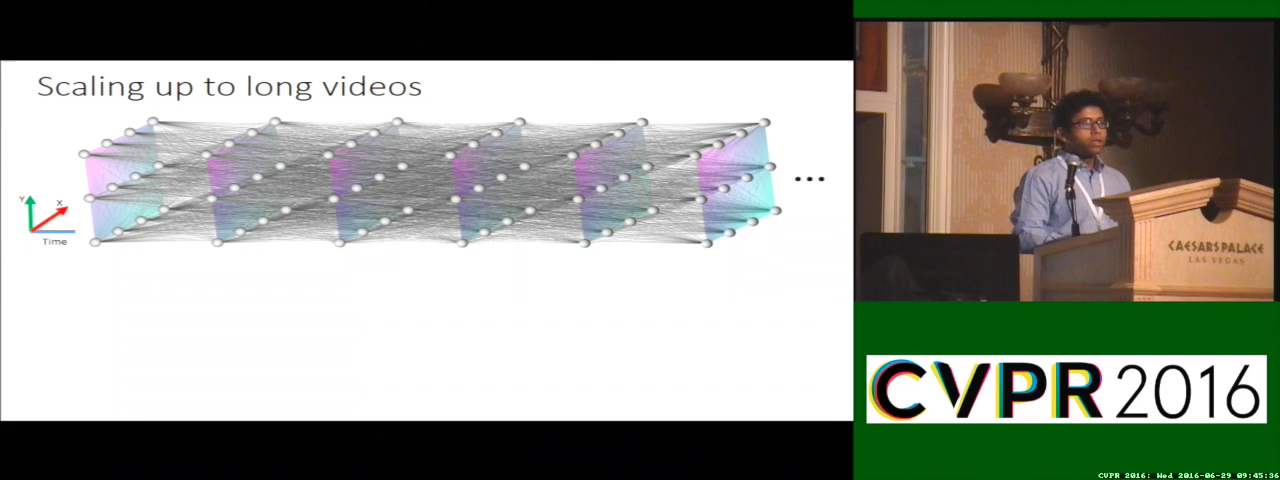 Scaling up to long videos
Y
X
Time
...
CAESARS PALACE
LAS VEGAS
CVPR 2016
CVPR 2016: Wed 2016-06-29 09:45:36